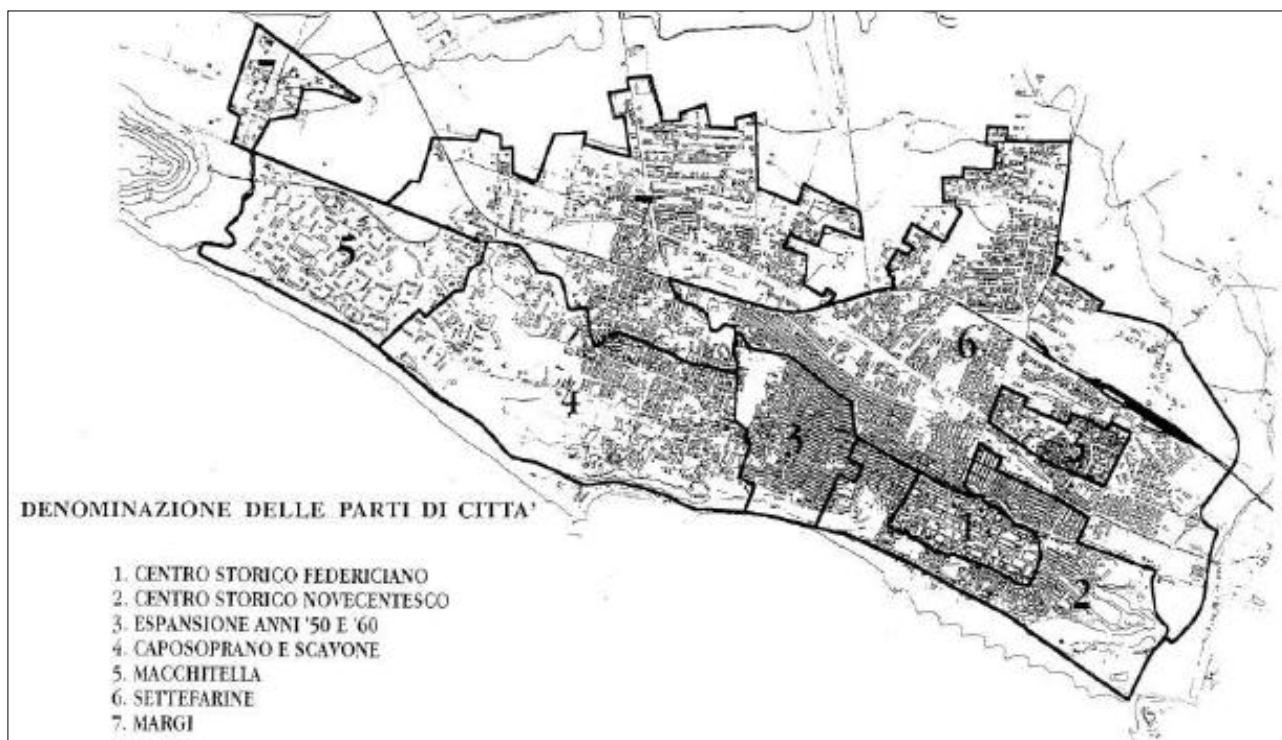 5
4
3
6
3
1
2
DENOMINAZIONE DELLE PARTI DI CITTA'
1. CENTRO STORICO FEDERICIANO
2. CENTRO STORICO NOVECENTESCO
3. ESPANSIONE ANNI '50 E '60
4. CAPOSOPRANO E SCAVONE
5. MACCHITELLA
6. SETTEFARINE
7. MARGI